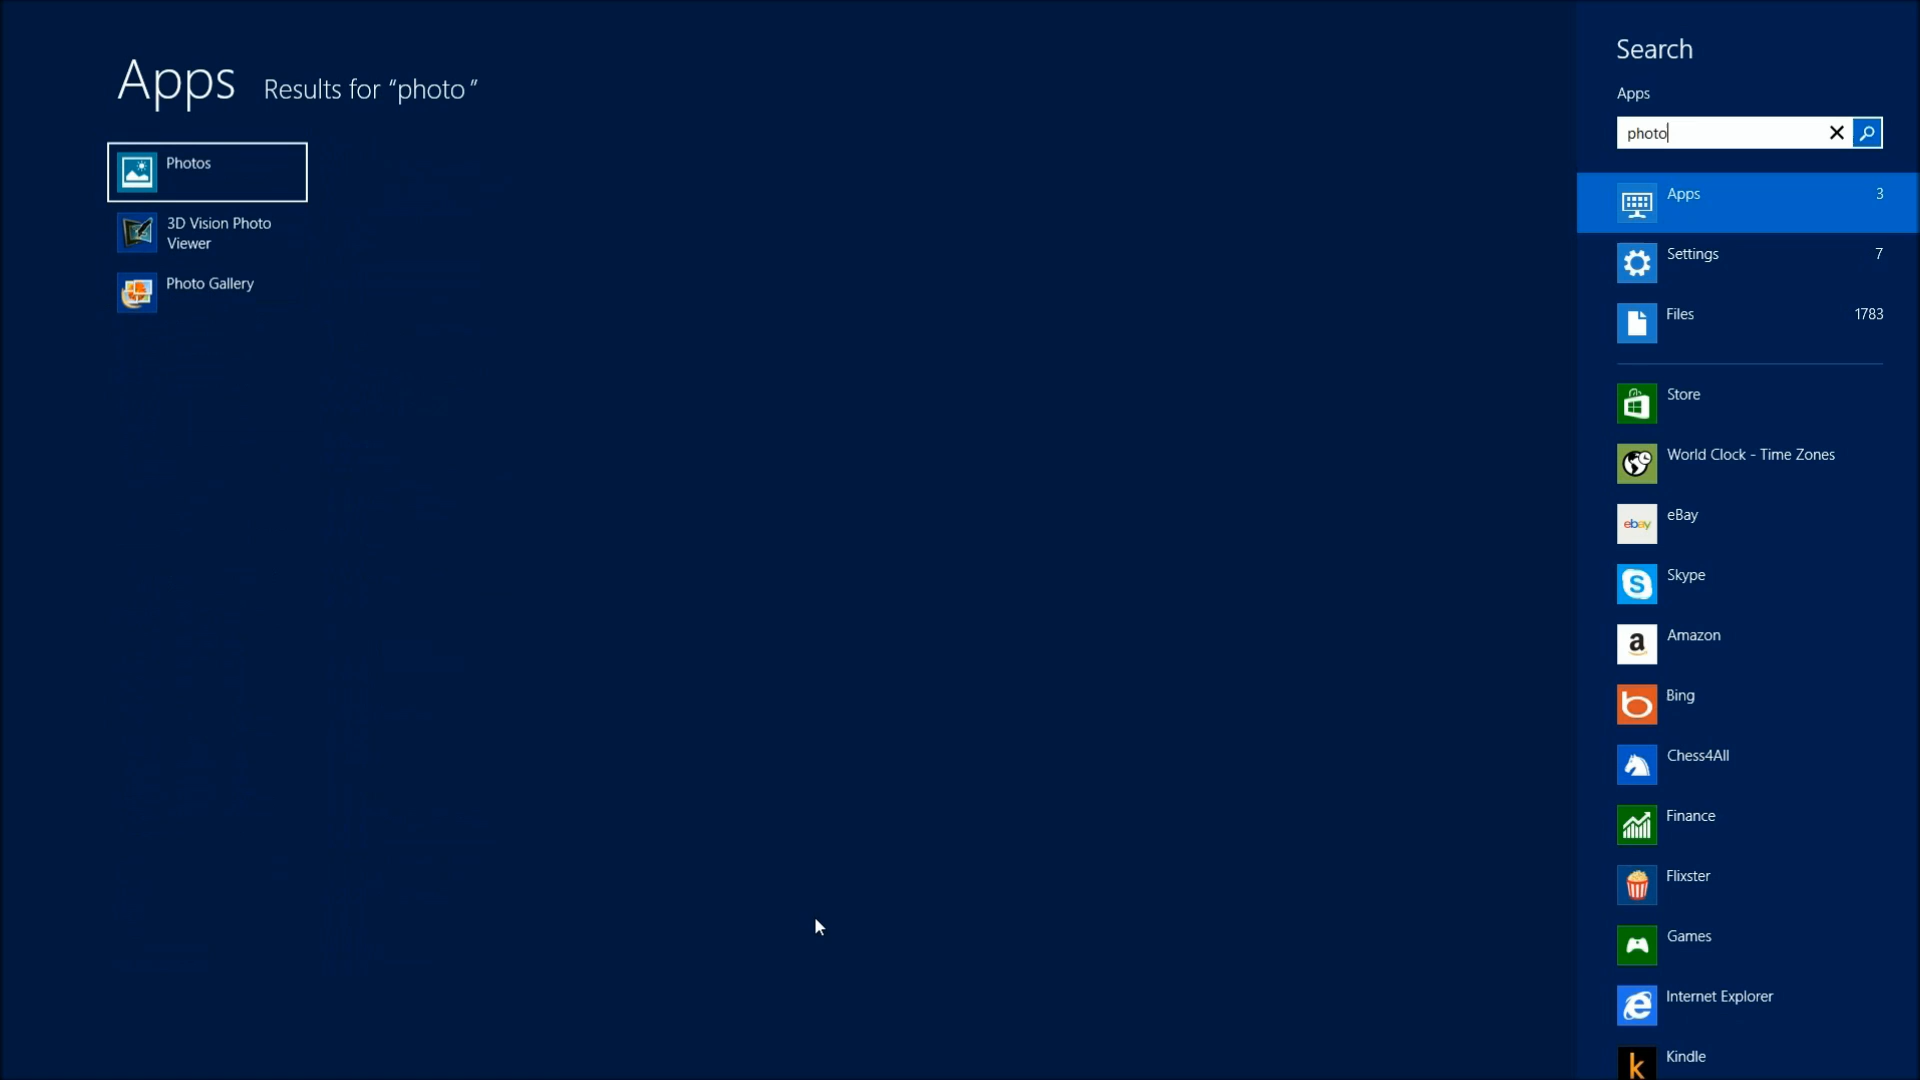 Apps Results for “photo ”
Photos
3D Vision Photo
Viewer
Photo Gallery
Search
Apps
photo
Apps 3
Settings 7
Files 1783
Store
World Clock - Time Zones
ebay
eBay
S
Skype
a
Amazon
b
Bing
Chess4All
Finance
Flixster
Games
e
Internet Explorer
k
Kindle